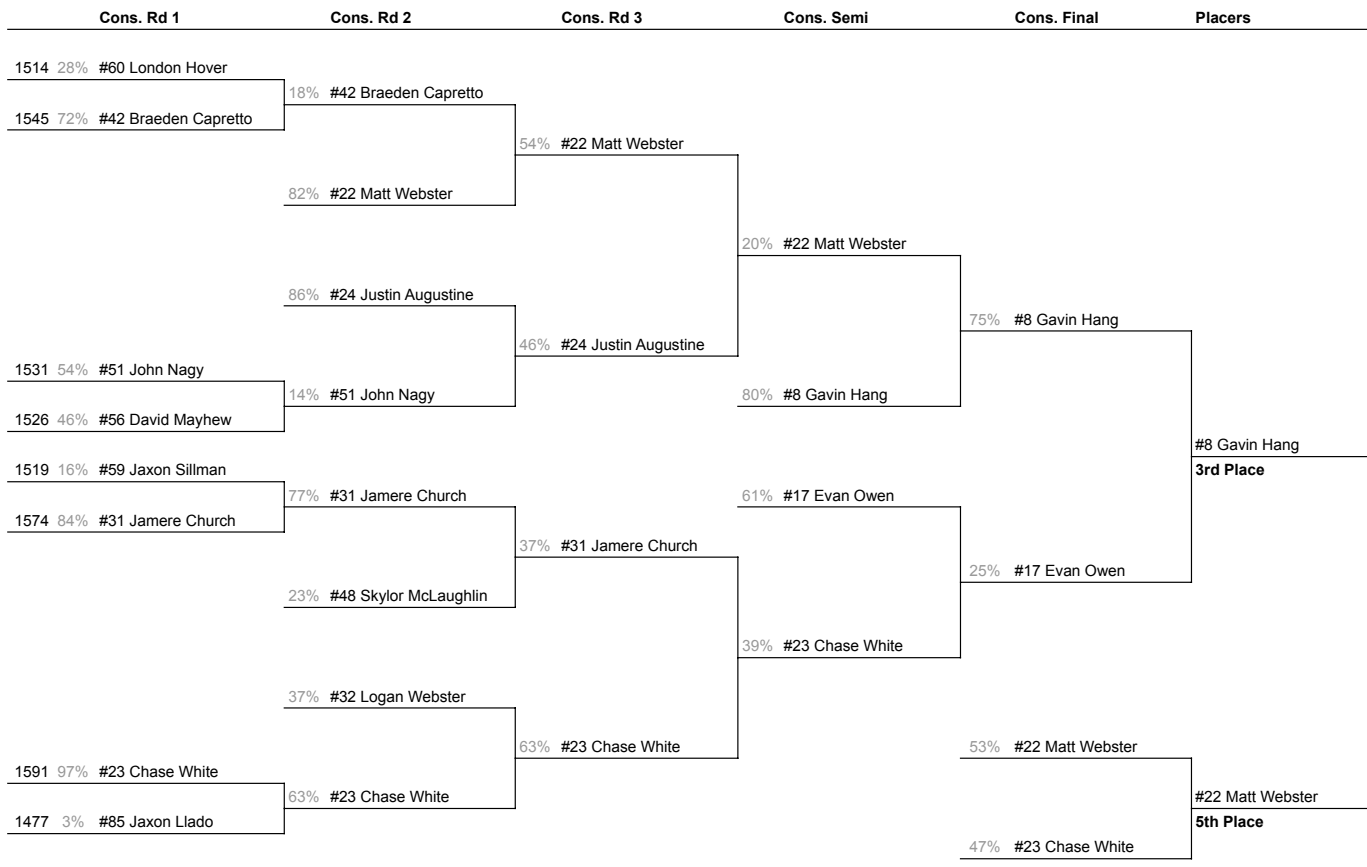 Cons. Rd 1 Cons. Rd 2 Cons. Rd 3 Cons. Semi Cons. Final Placers
1514 28% #60 London Hover
18% #42 Braeden Capretto
1545 72% #42 Braeden Capretto
54% #22 Matt Webster
82% #22 Matt Webster
20% #22 Matt Webster
86% #24 Justin Augustine
75% #8 Gavin Hang
46% #24 Justin Augustine
1531 54% #51 John Nagy
14% #51 John Nagy
80% #8 Gavin Hang
1526 46% #56 David Mayhew
#8 Gavin Hang
1519 16% #59 Jaxon Sillman
3rd Place
77% #31 Jamere Church
61% #17 Evan Owen
1574 84% #31 Jamere Church
37% #31 Jamere Church
25% #17 Evan Owen
23% #48 Skylor McLaughlin
39% #23 Chase White
37% #32 Logan Webster
63% #23 Chase White
53% #22 Matt Webster
1591 97% #23 Chase White
63% #23 Chase White
#22 Matt Webster
1477 3% #85 Jaxon Llado
5th Place
47% #23 Chase White